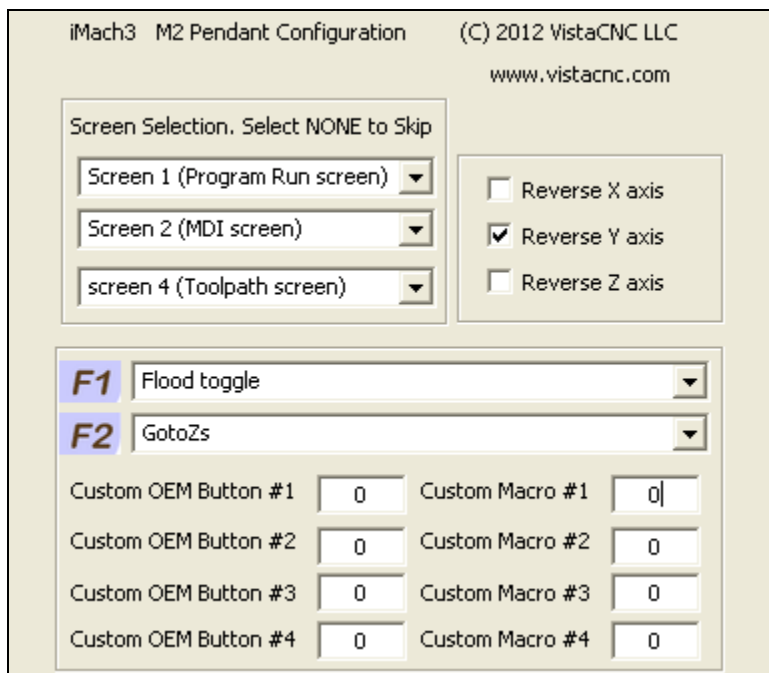 iMach3 M2 Pendant Configuration (C) 2012 VistaCNC LLC
www.vistacnc.com
Screen Selection. Select NONE to Skip
Screen 1 (Program Run screen)
Screen 2 (MDI screen)
screen 4 (Toolpath screen)
Reverse X axis
Reverse Y axis
Reverse Z axis
F1 Flood toggle
F2 GotoZs
Custom OEM Button #1 0 Custom Macro #1 0
Custom OEM Button #2 0 Custom Macro #2 0
Custom OEM Button #3 0 Custom Macro #3 0
Custom OEM Button #4 0 Custom Macro #4 0